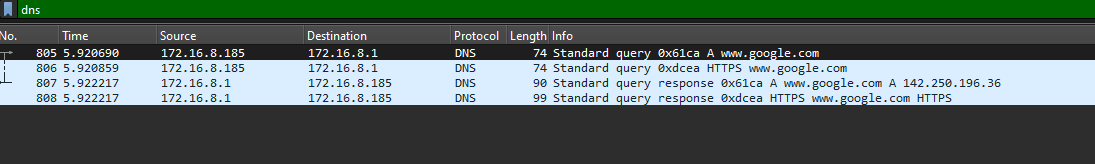 dns
No. Time Source Destination Protocol Length Info
805 5.920690 172.16.8.185 172.16.8.1 DNS 74 Standard query 0x61ca A www.google.com
806 5.920859 172.16.8.185 172.16.8.1 DNS 74 Standard query 0xdcea HTTPS www.google.com
807 5.922217 172.16.8.1 172.16.8.185 DNS 90 Standard query response 0x61ca A www.google.com A 142.250.196.36
808 5.922217 172.16.8.1 172.16.8.185 DNS 99 Standard query response 0xdcea HTTPS www.google.com HTTPS